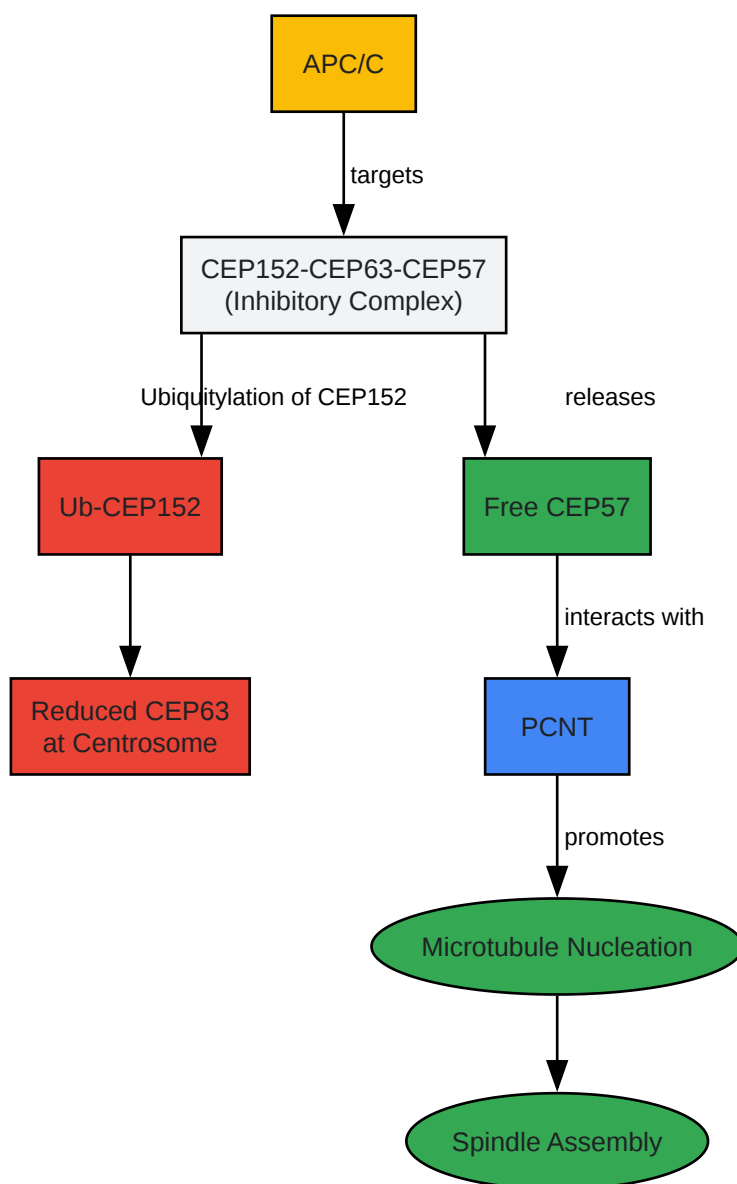 APC/C
targets
CEP152-CEP63-CEP57
(Inhibitory Complex)
Ubiquitylation of CEP152
releases
Ub-CEP152
Free CEP57
interacts with
Reduced CEP63
at Centrosome
PCNT
promotes
Microtubule Nucleation
Spindle Assembly